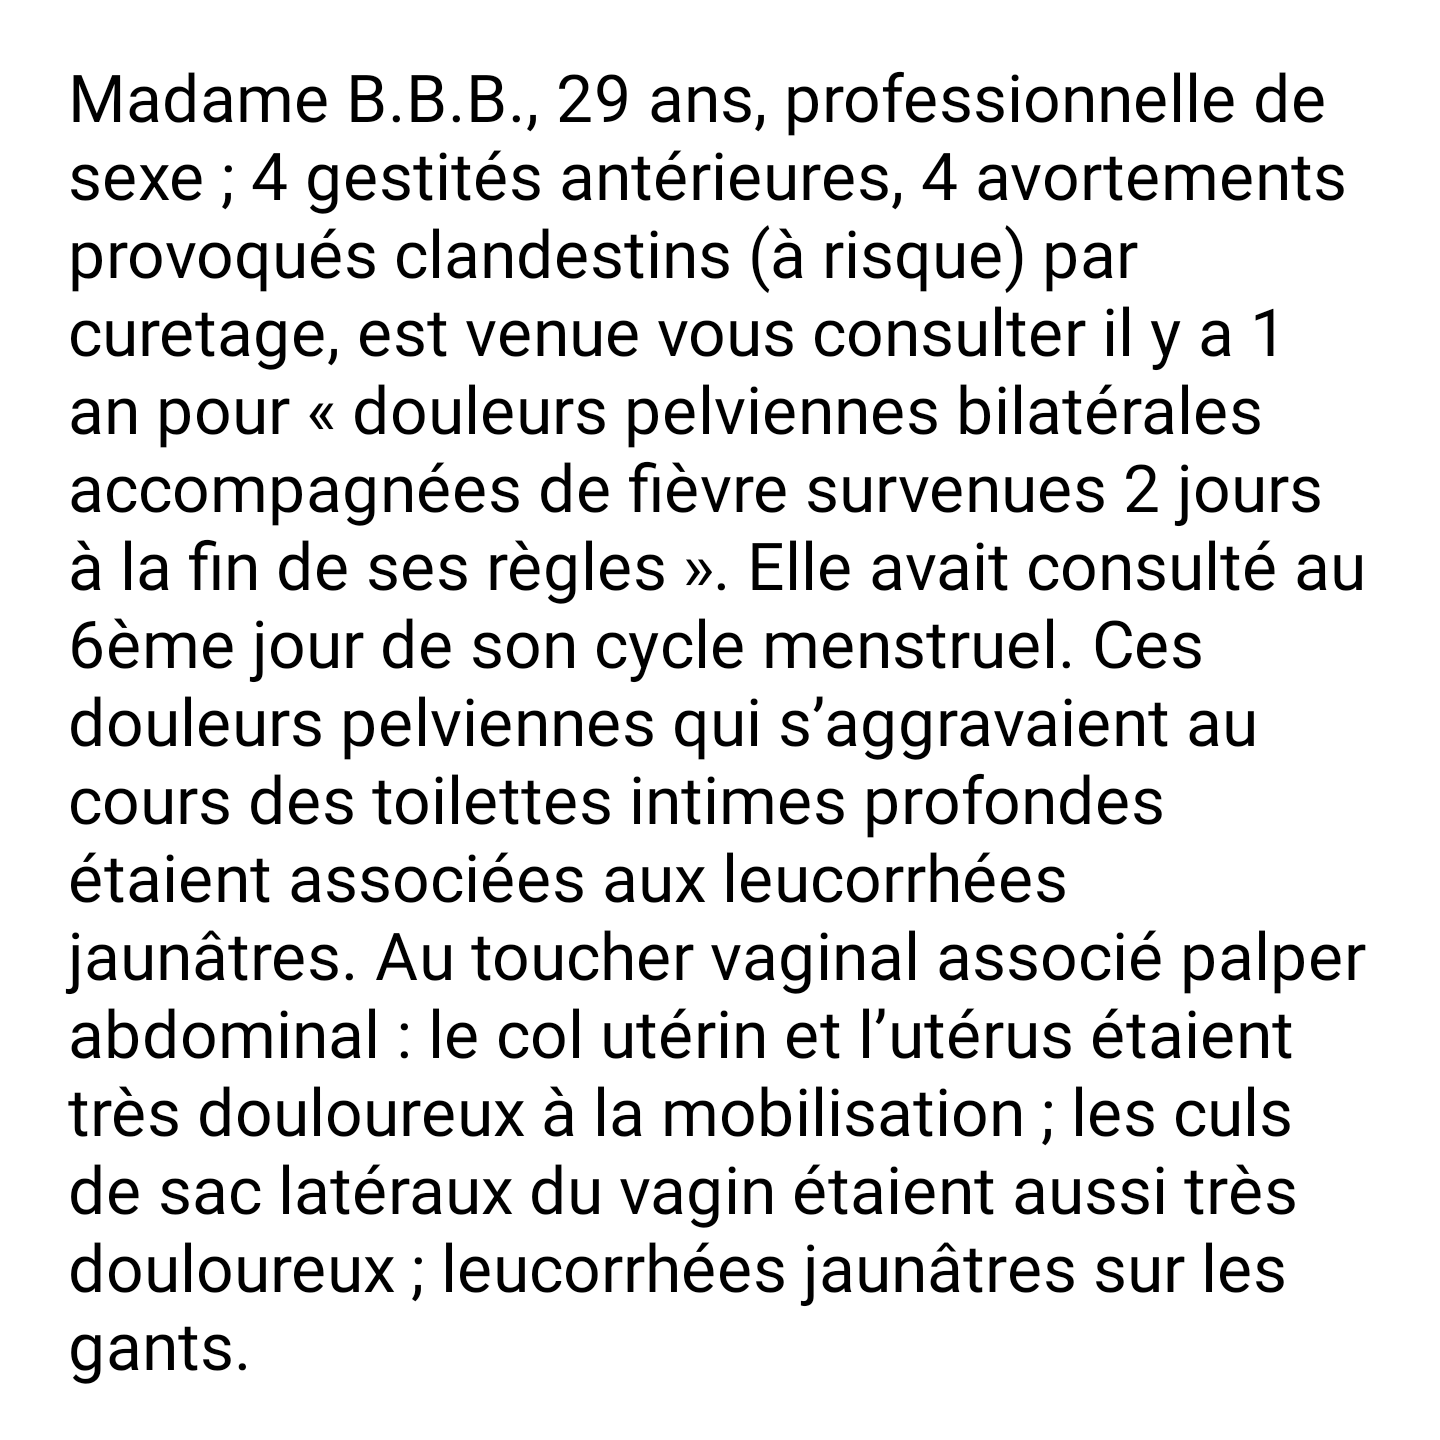 Madame B.B.B., 29 ans, professionnelle de
sexe ; 4 gestités antérieures, 4 avortements
provoqués clandestins (à risque) par
curetage, est venue vous consulter il y a 1
an pour « douleurs pelviennes bilatérales
accompagnées de fièvre survenues 2 jours
à la fin de ses règles ». Elle avait consulté au
6ème jour de son cycle menstruel. Ces
douleurs pelviennes qui s’aggravaient au
cours des toilettes intimes profondes
étaient associées aux leucorrhées
jaunâtres. Au toucher vaginal associé palper
abdominal : le col utérin et l’utérus étaient
très douloureux à la mobilisation ; les culs
de sac latéraux du vagin étaient aussi très
douloureux ; leucorrhées jaunâtres sur les
gants.